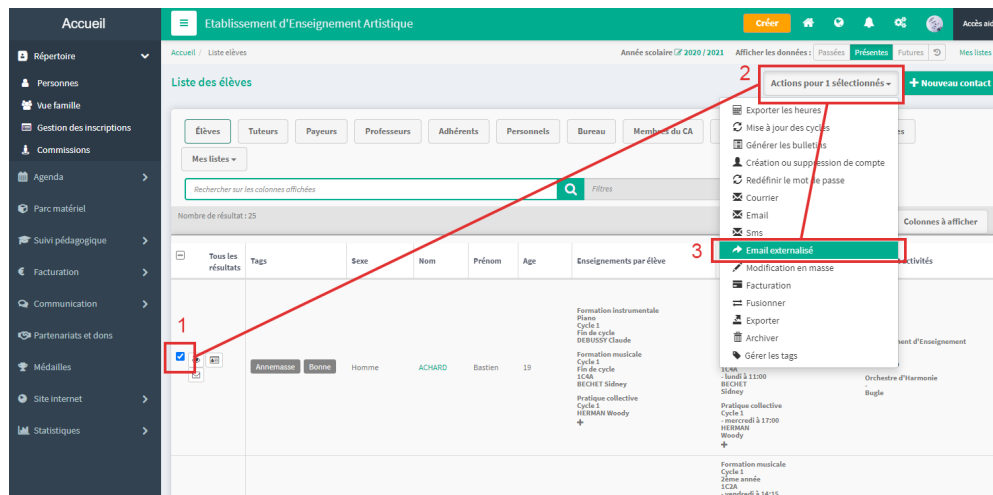 Accueil
Etablissement d'Enseignement Artistique
Créer
Accès
Répertoire
Personnes
Vue famille
Gestion des inscriptions
Commissions
Agenda
Parc matériel
Suivi pédagogique
Facturation
Communication
Partenariats et dons
Médailles
Site internet
Statistiques
Accueil / Liste elèves
Année scolaire 2020 / 2021
Afficher les données :
Passées
Présentes
Futures
Mes listes
Liste des élèves
2
Actions pour 1 sélectionnés
+ Nouveau contact
Élèves
Tuteurs
Payeurs
Professeurs
Adhérents
Personnels
Bureau
Membres du CA
Mes listes
Rechercher sur les colonnes affichées
Filtres
Nombre de résultat : 25
Colonnes à afficher
Exporter les heures
Mise à jour des cycles
Générer les bulletins
Création ou suppression de compte
Redéfinir le mot de passe
Courrier
Email
Sms
3
Email externalisé
Modification en masse
Facturation
Fusionner
Exporter
Archiver
Gérer les tags
Tous les
résultats
Tags
Sexe
Nom
Prénom
Age
Enseignements par élève
1
Annemasse
Bonne
Homme
ACHARD
Bastien
19
Formation instrumentale
Piano
Cycle 1
Fin de cycle
DEBUSSY Claude
Formation musicale
Cycle 1
Fin de cycle
1C4A
BECHET Sidney
Pratique collective
Cycle 1
HERMAN Woody
+
1C4A
- lundi à 11:00
BECHET
Sidney
Pratique collective
Cycle 1
- mercredi à 17:00
HERMAN
Woody
+
Orchestre d'Harmonie
-
Bugle
Formation musicale
Cycle 1
2ème année
1C2A
- vendredi à 14:15